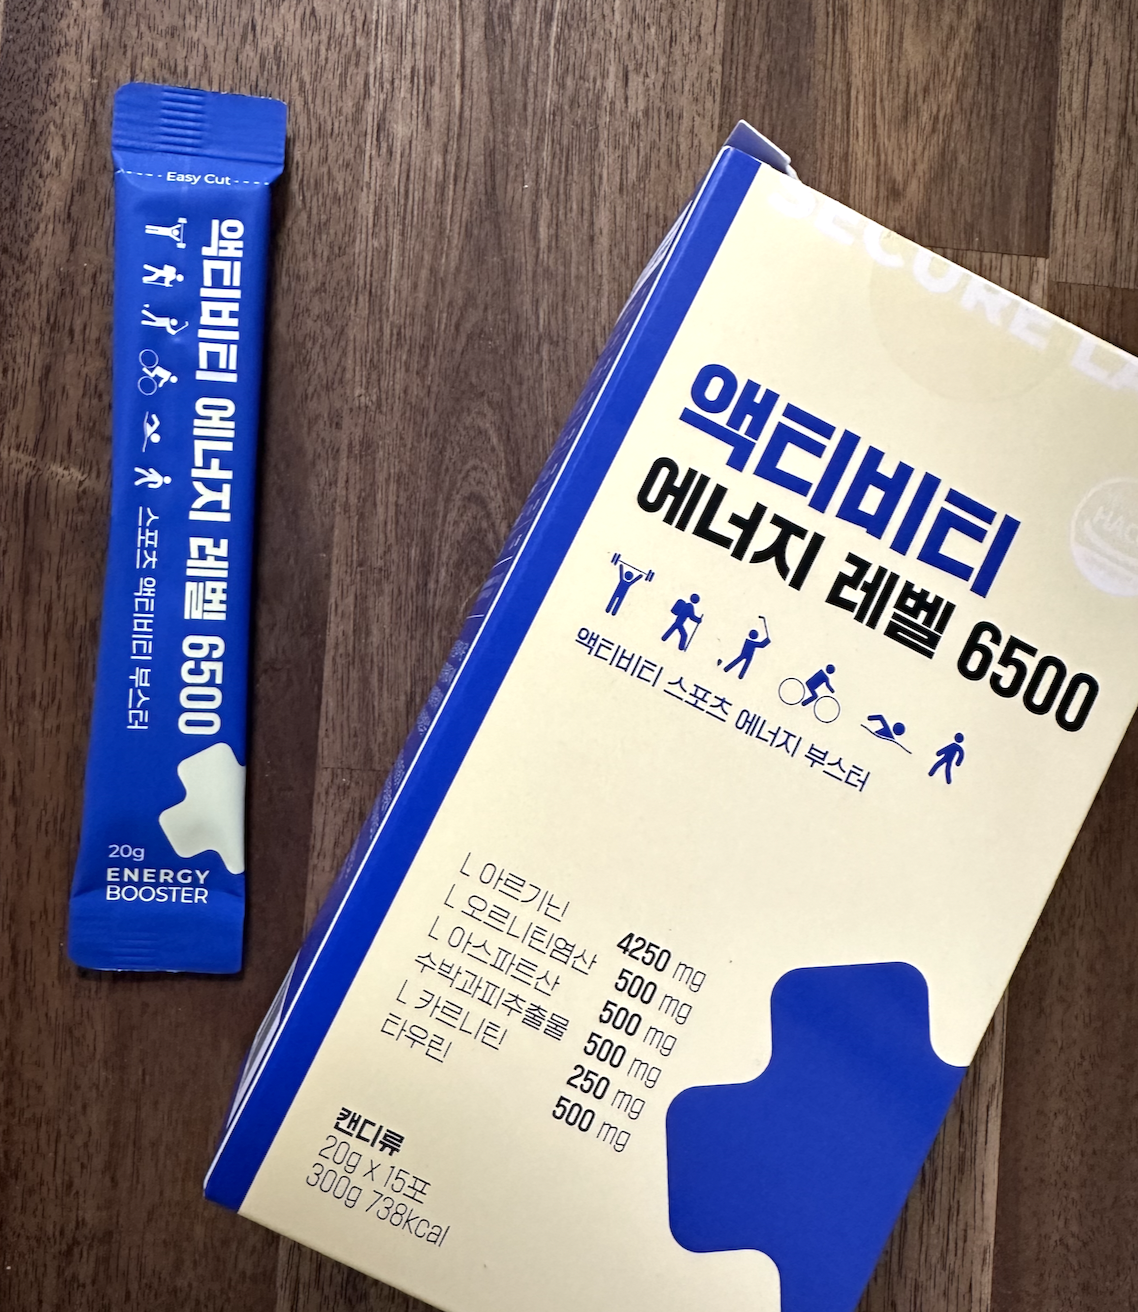 Easy Cut
액티비티 에너지 레벨 6500
스포츠 액티비티 부스터
20g
ENERGY
BOOSTER
SECURE
액티비티
에너지 레벨 6500
액티비티 스포츠 에너지 부스터
L 아르기닌 4250 mg
L 오르니틴염산 500 mg
L 아스파트산 500 mg
수박과피추출물 500 mg
L 카르니틴 250 mg
타우린 500 mg
캔디류
20g x 15포
300g 738kcal